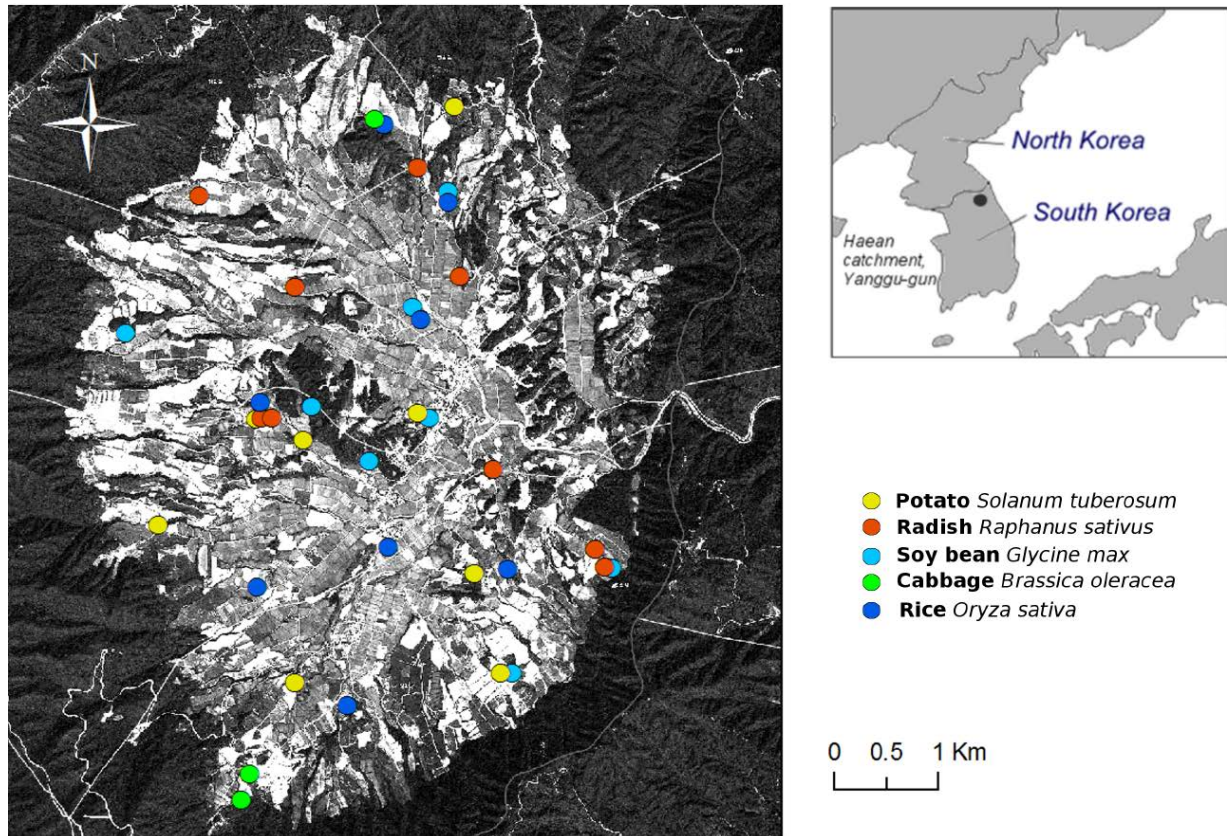 N
North Korea
South Korea
Haean
catchment,
Yanggu-gun
Potato Solanum tuberosum
Radish Raphanus sativus
Soy bean Glycine max
Cabbage Brassica oleracea
Rice Oryza sativa
0 0.5 1 Km